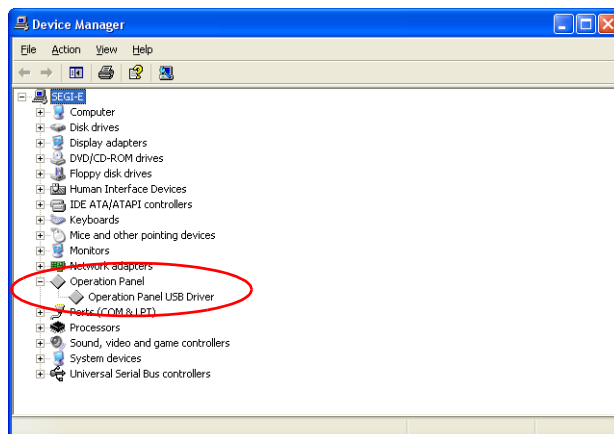 Device Manager
File Action View Help
SEGI-E
Computer
Disk drives
Display adapters
DVD/CD-ROM drives
Floppy disk drives
Human Interface Devices
IDE ATA/ATAPI controllers
Keyboards
Mice and other pointing devices
Monitors
Network adapters
Operation Panel
Operation Panel USB Driver
Ports (COM & LPT)
Processors
Sound, video and game controllers
System devices
Universal Serial Bus controllers